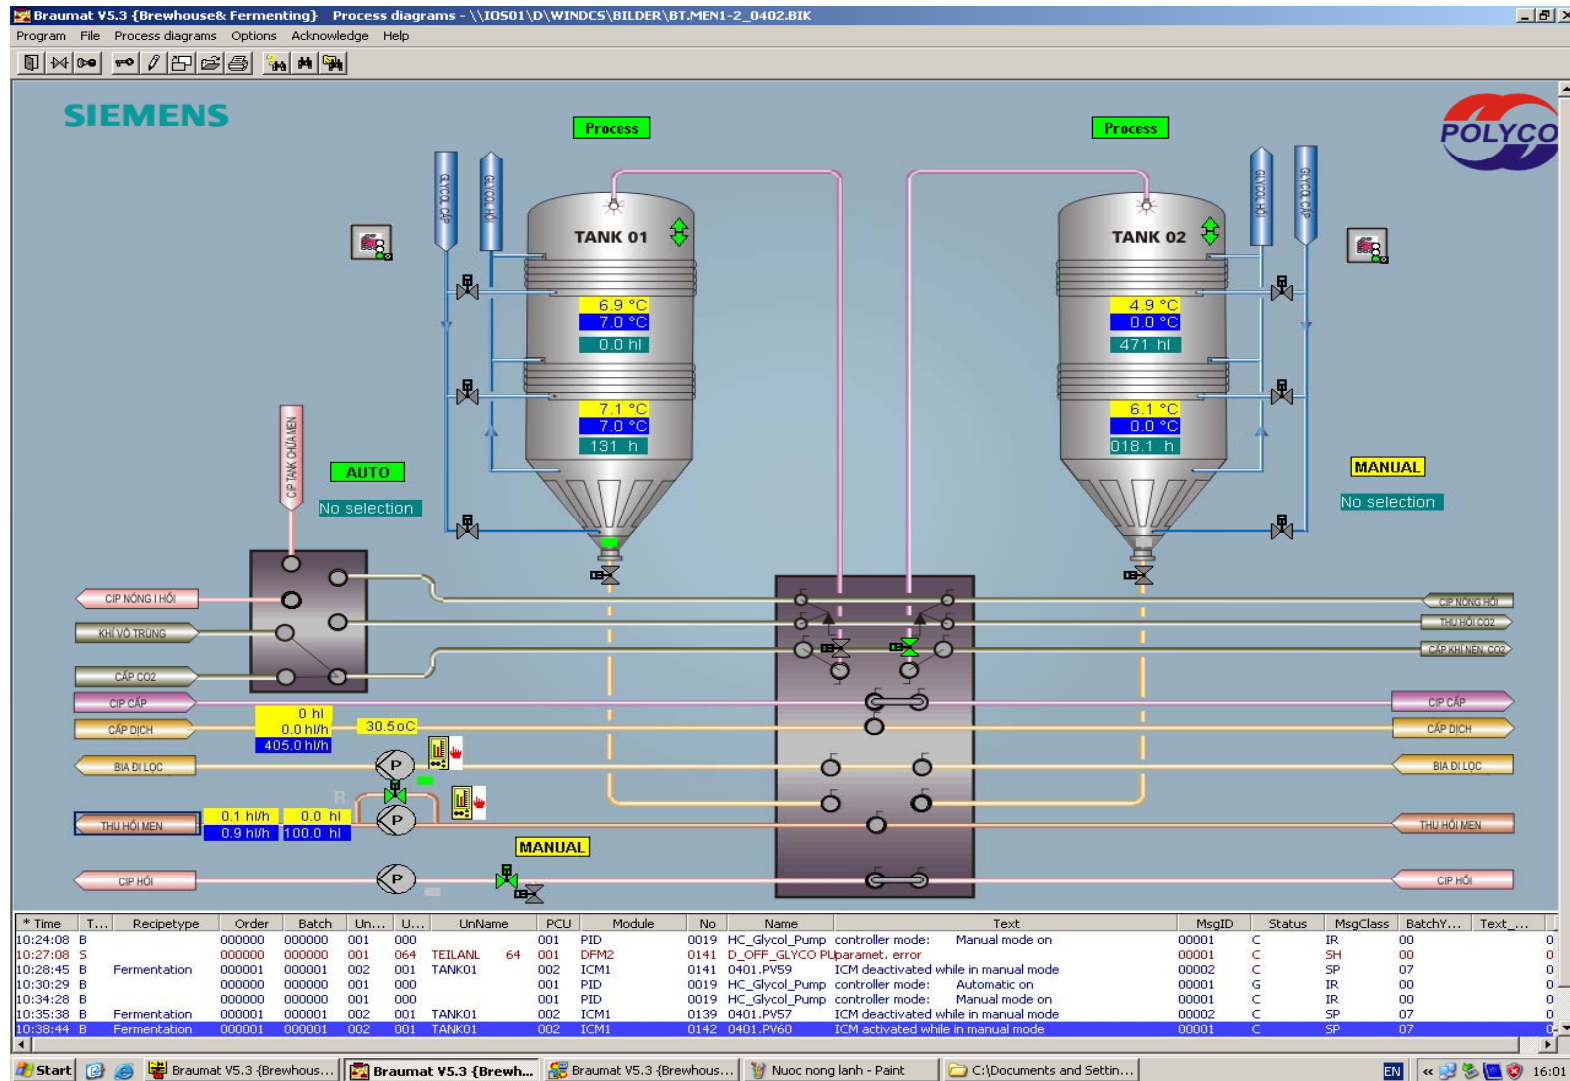 Braumat V5.3 {Brewhouse& Fermenting} Process diagrams - \\IOS01\D\WINDCS\BILDER\BT.MEN1-2_0402.BIK
Program File Process diagrams Options Acknowledge Help
SIEMENS
POLYCO
Process
Process
GLYCOL CẤP
GLYCOL HỒI
GLYCOL HỒI
GLYCOL CẤP
TANK 01
TANK 02
6.9 °C
7.0 °C
0.0 hl
4.9 °C
0.0 °C
471 hl
7.1 °C
7.0 °C
131 h
6.1 °C
0.0 °C
018.1 h
CIP TANK CHỨA MEN
AUTO
No selection
MANUAL
No selection
CIP NÓNG I HỒI
KHÍ VÔ TRÙNG
CẤP CO2
CIP CẤP
CẤP DỊCH
BIA ĐI LỌC
THU HỒI MEN
CIP HỒI
0 hl
0.0 hl/h
405.0 hl/h
30.5oC
P
R
0.1 hl/h 0.0 hl
0.9 hl/h 100.0 hl
P
MANUAL
P
CIP NÓNG HỒI
THU HỒI CO2
CẤP KHÍ NÉN, CO2
CIP CẤP
CẤP DỊCH
BIA ĐI LỌC
THU HỒI MEN
CIP HỒI
* Time T... Recipetype Order Batch Un... U... UnName PCU Module No Name Text MsgID Status MsgClass BatchY... Text_...
10:24:08 B 000000 000000 001 000 001 PID 0019 HC_Glycol_Pump controller mode: Manual mode on 00001 C IR 00 0
10:27:08 S 000000 000000 001 064 TEILANL 64 001 DFM2 0141 D_OFF_GLYCO PU paramet. error 00001 C SH 00 0
10:28:45 B Fermentation 000001 000001 002 001 TANK01 002 ICM1 0141 0401.PV59 ICM deactivated while in manual mode 00002 C SP 07 0
10:30:29 B 000000 000000 001 000 001 PID 0019 HC_Glycol_Pump controller mode: Automatic on 00001 G IR 00 0
10:34:28 B 000000 000000 001 000 001 PID 0019 HC_Glycol_Pump controller mode: Manual mode on 00001 C IR 00 0
10:35:38 B Fermentation 000001 000001 002 001 TANK01 002 ICM1 0139 0401.PV57 ICM deactivated while in manual mode 00002 C SP 07 0
10:38:44 B Fermentation 000001 000001 002 001 TANK01 002 ICM1 0142 0401.PV60 ICM activated while in manual mode 00001 C SP 07 0
Start Braumat V5.3 {Brewhous... Braumat V5.3 {Brewh... Braumat V5.3 {Brewhous... Nuoc nong lanh - Paint C:\Documents and Settin... EN « 16:01